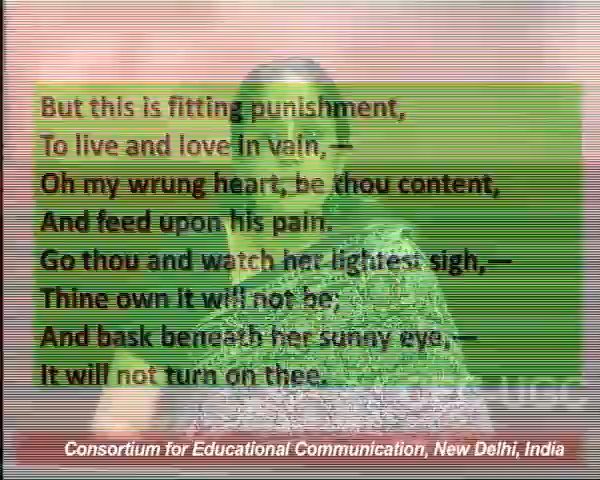 But this is fitting punishment,
To live and love in vain,—
Oh my wrung heart, be thou content,
And feed upon his pain.
Go thou and watch her lightest sigh,—
Thine own it will not be;
And bask beneath her sunny eye,—
It will not turn on thee.
Consortium for Educational Communication, New Delhi, India